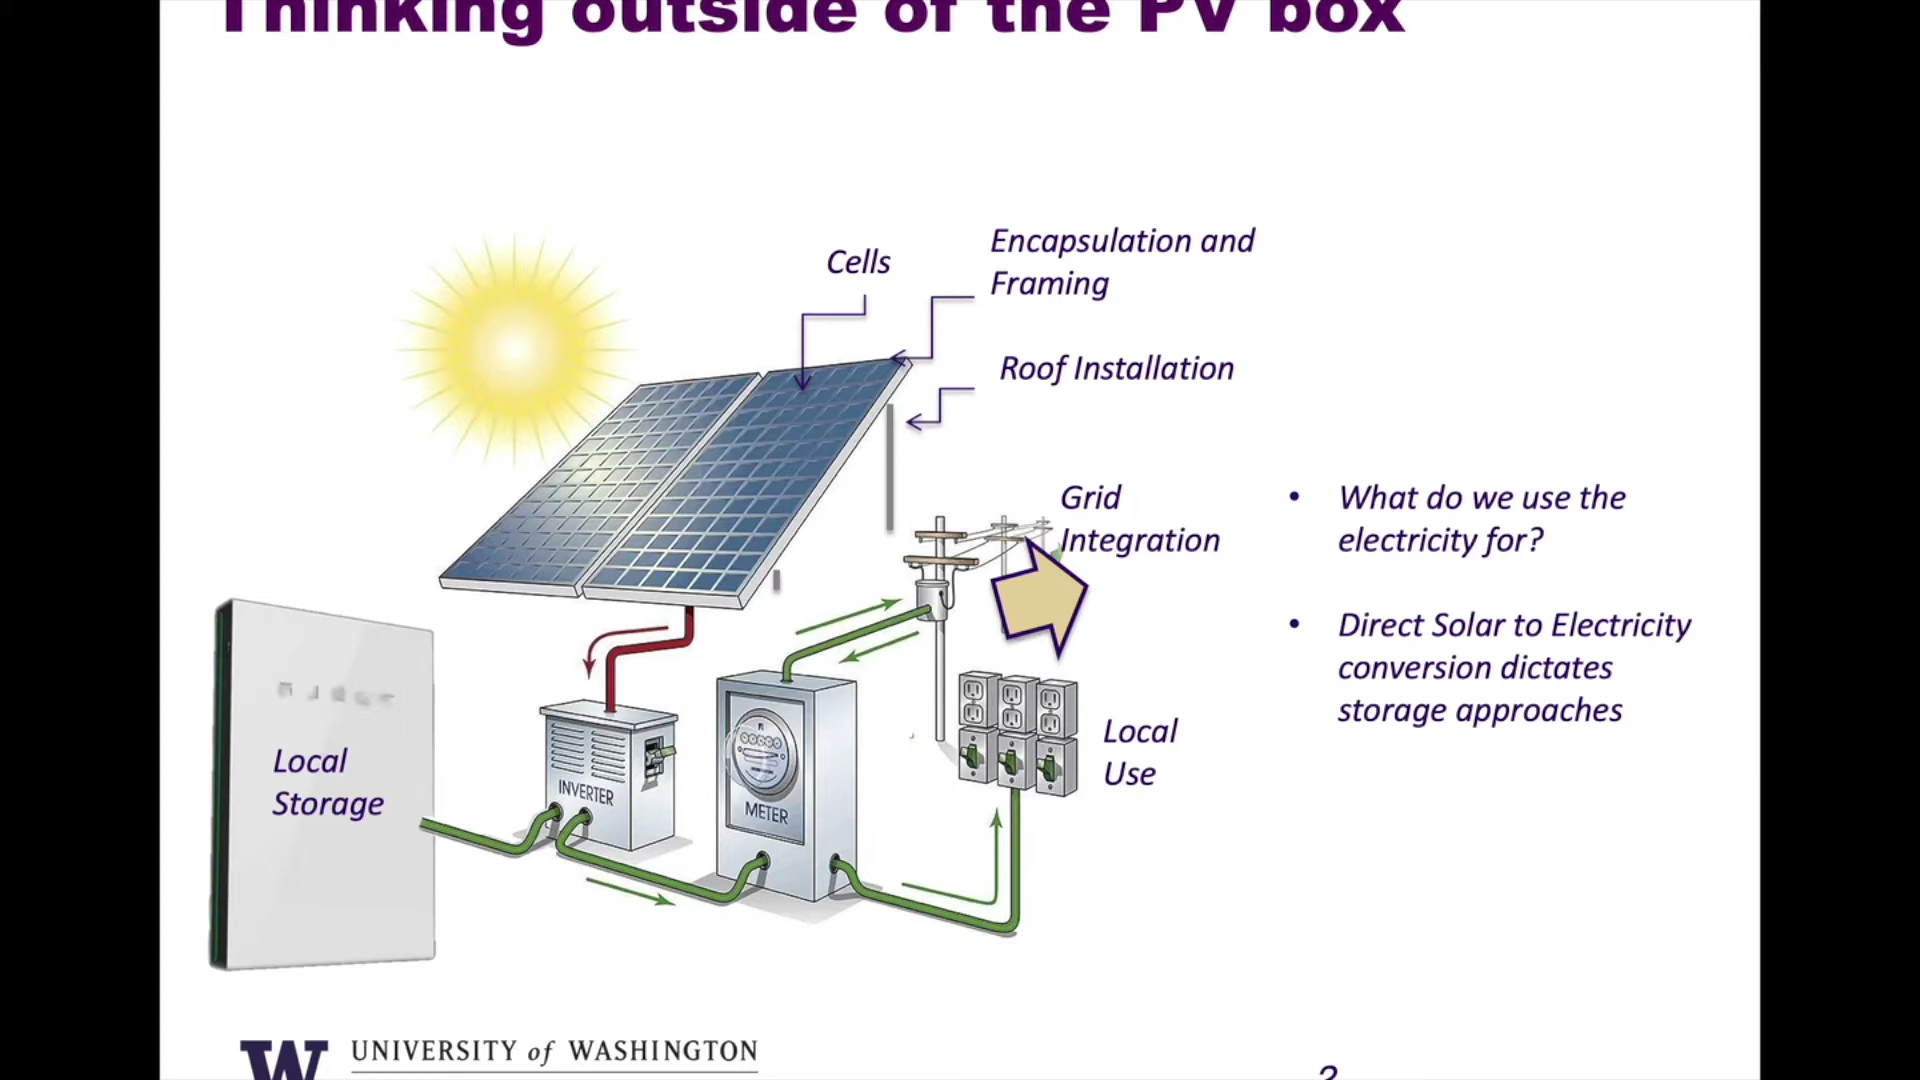 Thinking outside of the PV box
Cells
Encapsulation and
Framing
Roof Installation
Grid
Integration
• What do we use the
electricity for?
• Direct Solar to Electricity
conversion dictates
storage approaches
Local
Storage
INVERTER
METER
Local
Use
W UNIVERSITY of WASHINGTON